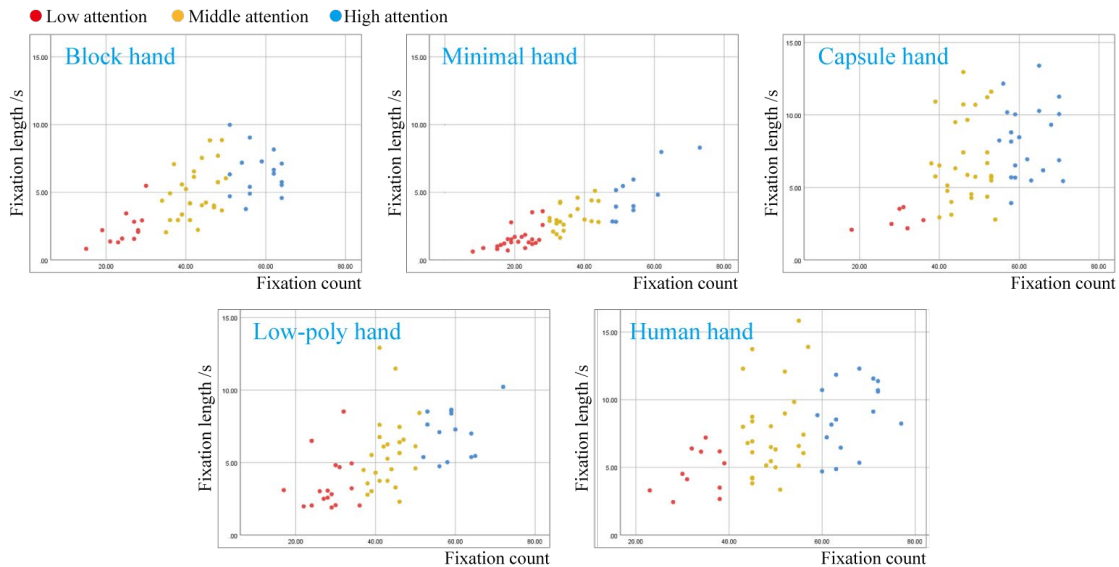 Low attention Middle attention High attention
Block hand
Fixation length /s
15.00
10.00
5.00
.00
20.00 40.00 60.00 80.00
Fixation count
Minimal hand
Fixation length /s
15.00
10.00
5.00
.00
20.00 40.00 60.00 80.00
Fixation count
Capsule hand
Fixation length /s
15.00
10.00
5.00
.00
20.00 40.00 60.00 80.00
Fixation count
Low-poly hand
Fixation length /s
15.00
10.00
5.00
.00
20.00 40.00 60.00 80.00
Fixation count
Human hand
Fixation length /s
15.00
10.00
5.00
.00
20.00 40.00 60.00 80.00
Fixation count